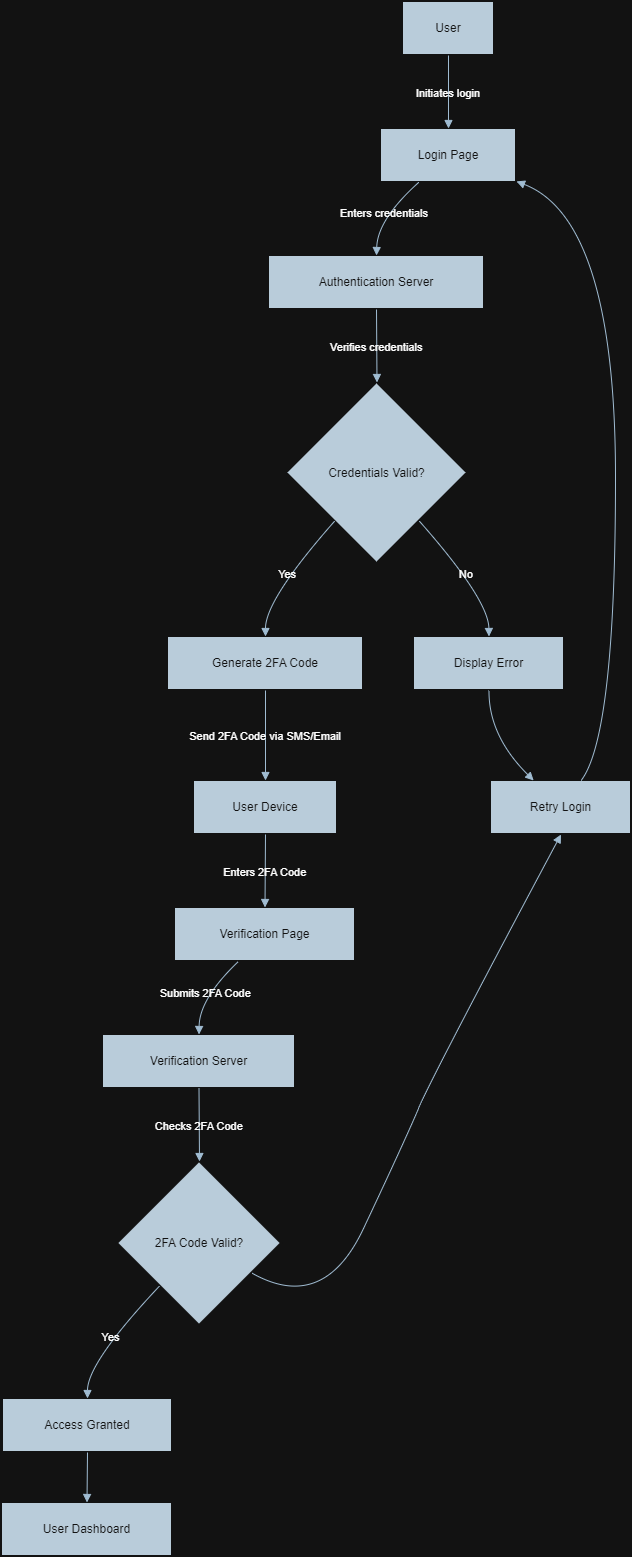 User
Initiates login
Login Page
Enters credentials
Authentication Server
Verifies credentials
Credentials Valid?
Yes
No
Generate 2FA Code
Display Error
Send 2FA Code via SMS/Email
User Device
Retry Login
Enters 2FA Code
Verification Page
Submits 2FA Code
Verification Server
Checks 2FA Code
2FA Code Valid?
Yes
Access Granted
User Dashboard